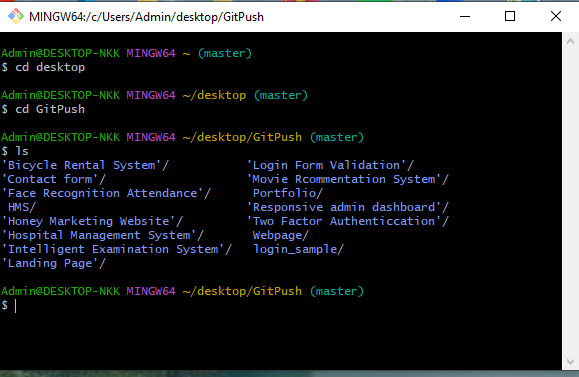 MINGW64:/c/Users/Admin/desktop/GitPush
Admin@DESKTOP-NKK MINGW64 ~ (master)
$ cd desktop
Admin@DESKTOP-NKK MINGW64 ~/desktop (master)
$ cd GitPush
Admin@DESKTOP-NKK MINGW64 ~/desktop/GitPush (master)
$ ls
'Bicycle Rental System'/ 'Login Form Validation'/
'Contact form'/ 'Movie Rcommentation System'/
'Face Recognition Attendance'/ Portfolio/
HMS/ 'Responsive admin dashboard'/
'Honey Marketing Website'/ 'Two Factor Authenticcation'/
'Hospital Management System'/ Webpage/
'Intelligent Examination System'/ login_sample/
'Landing Page'/
Admin@DESKTOP-NKK MINGW64 ~/desktop/GitPush (master)
$